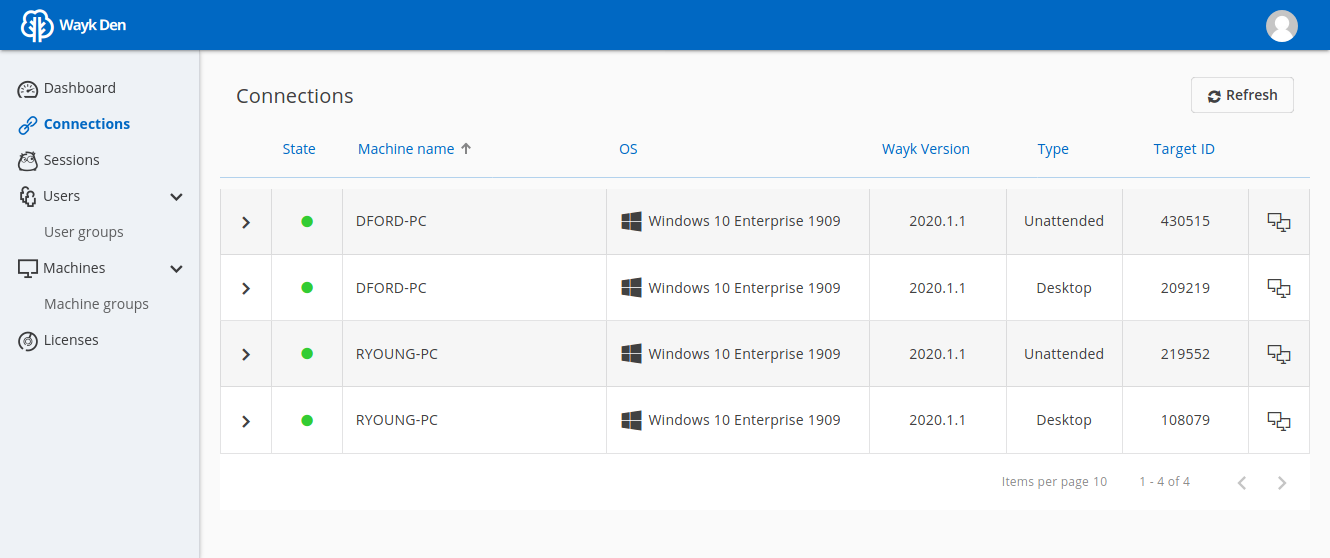 Wayk Den
Dashboard
Connections
Sessions
Users
User groups
Machines
Machine groups
Licenses
Connections
Refresh
State Machine name OS Wayk Version Type Target ID
DFORD-PC Windows 10 Enterprise 1909 2020.1.1 Unattended 430515
DFORD-PC Windows 10 Enterprise 1909 2020.1.1 Desktop 209219
RYOUNG-PC Windows 10 Enterprise 1909 2020.1.1 Unattended 219552
RYOUNG-PC Windows 10 Enterprise 1909 2020.1.1 Desktop 108079
Items per page 10 1 - 4 of 4